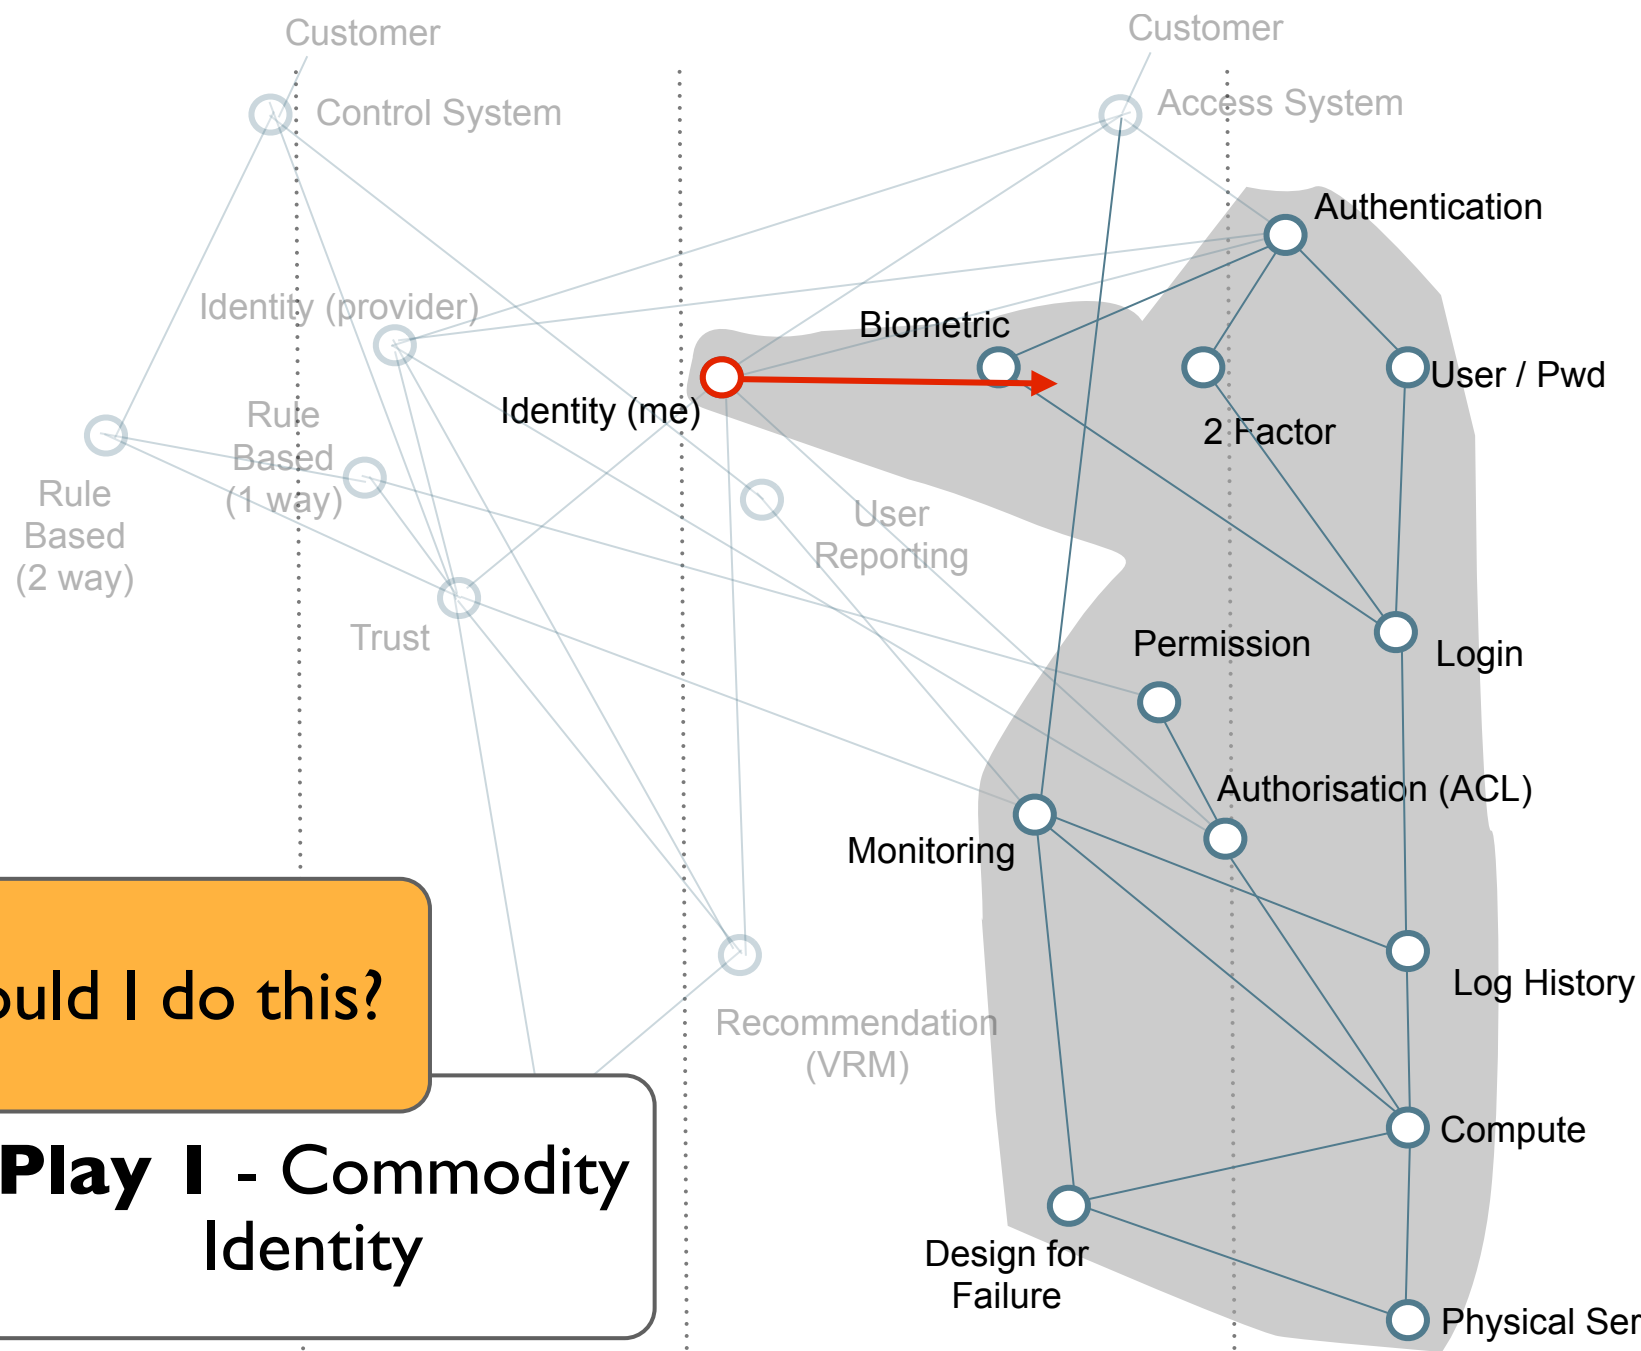 Customer
Customer
Control System
Access System
Authentication
Identity (provider)
Biometric
User / Pwd
Identity (me)
2 Factor
Rule
Based
(1 way)
Rule
Based
(2 way)
User
Reporting
Trust
Permission
Login
Authorisation (ACL)
Monitoring
Log History
ould I do this?
Recommendation
(VRM)
Compute
Play 1 - Commodity
Identity
Design for
Failure
Physical Ser